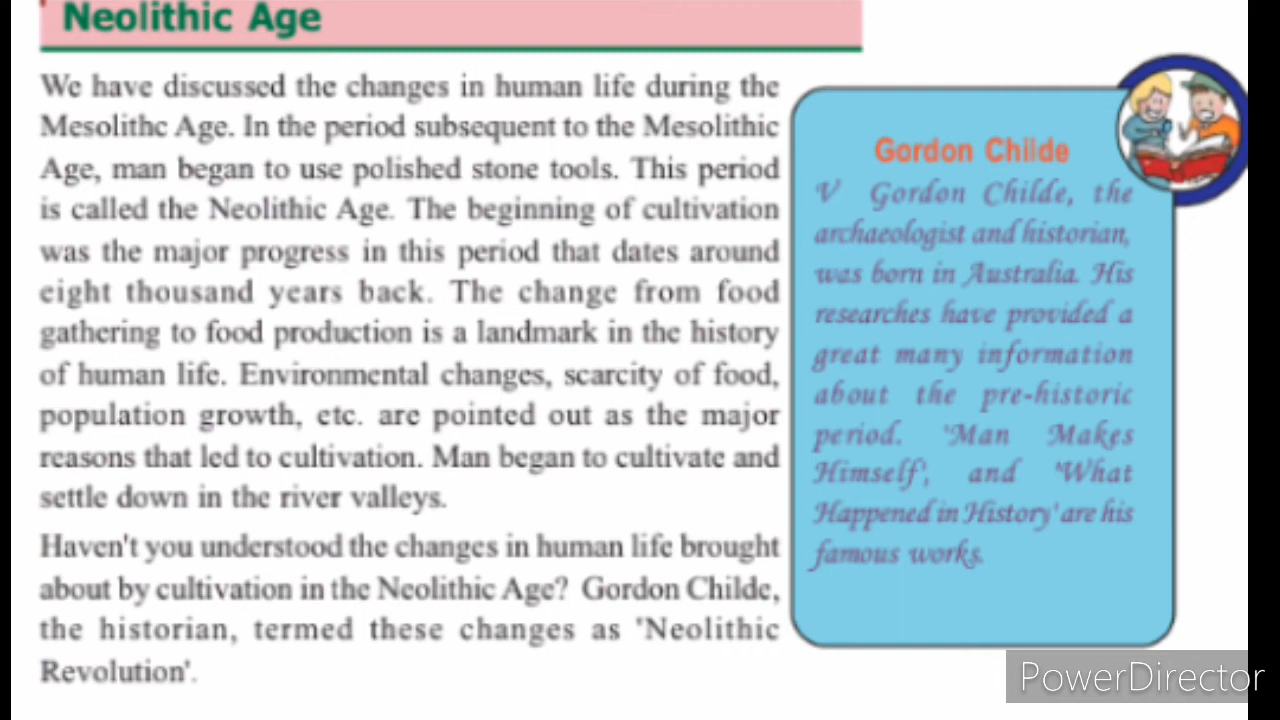 Neolithic Age
We have discussed the changes in human life during the
Mesolithc Age. In the period subsequent to the Mesolithic
Age, man began to use polished stone tools. This period
is called the Neolithic Age. The beginning of cultivation
was the major progress in this period that dates around
eight thousand years back. The change from food
gathering to food production is a landmark in the history
of human life. Environmental changes, scarcity of food,
population growth, etc. are pointed out as the major
reasons that led to cultivation. Man began to cultivate and
settle down in the river valleys.
Haven't you understood the changes in human life brought
about by cultivation in the Neolithic Age? Gordon Childe,
the historian, termed these changes as 'Neolithic
Revolution'.
Gordon Childe
V Gordon Childe, the
archaeologist and historian,
was born in Australia. His
researches have provided a
great many information
about the pre-historic
period. 'Man Makes
Himself', and 'What
Happened in History' are his
famous works.
PowerDirector